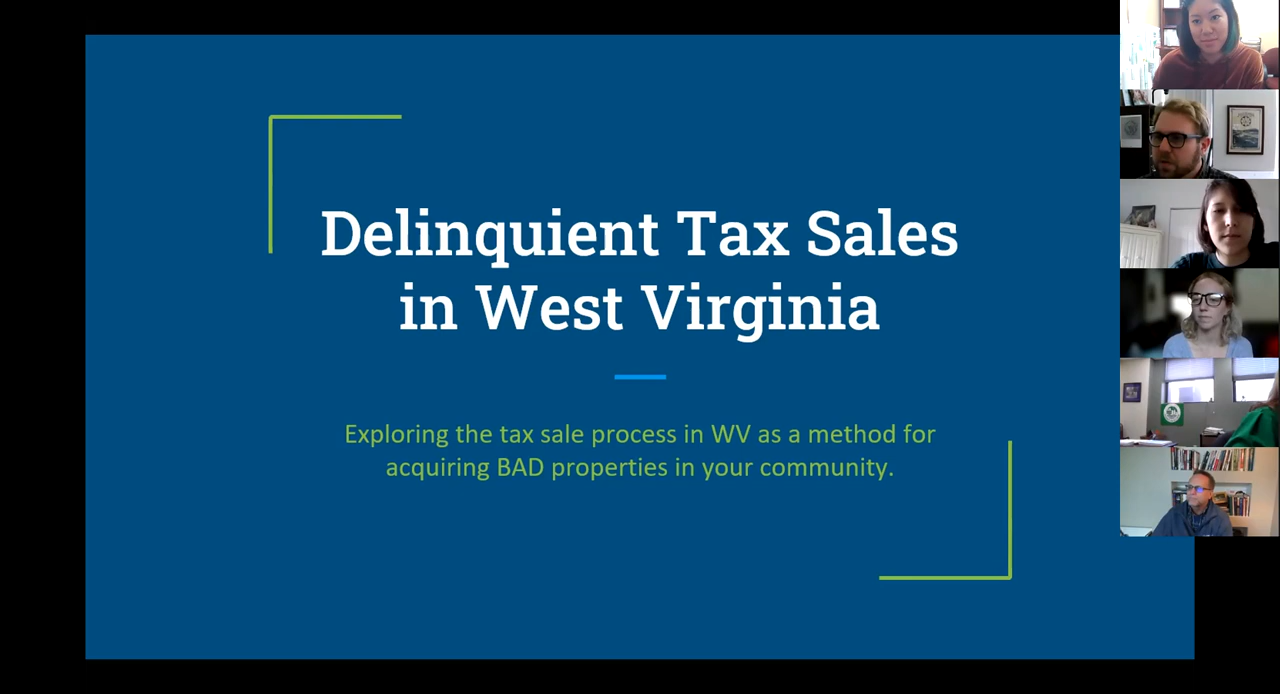 Delinquient Tax Sales
in West Virginia
Exploring the tax sale process in WV as a method for
acquiring BAD properties in your community.